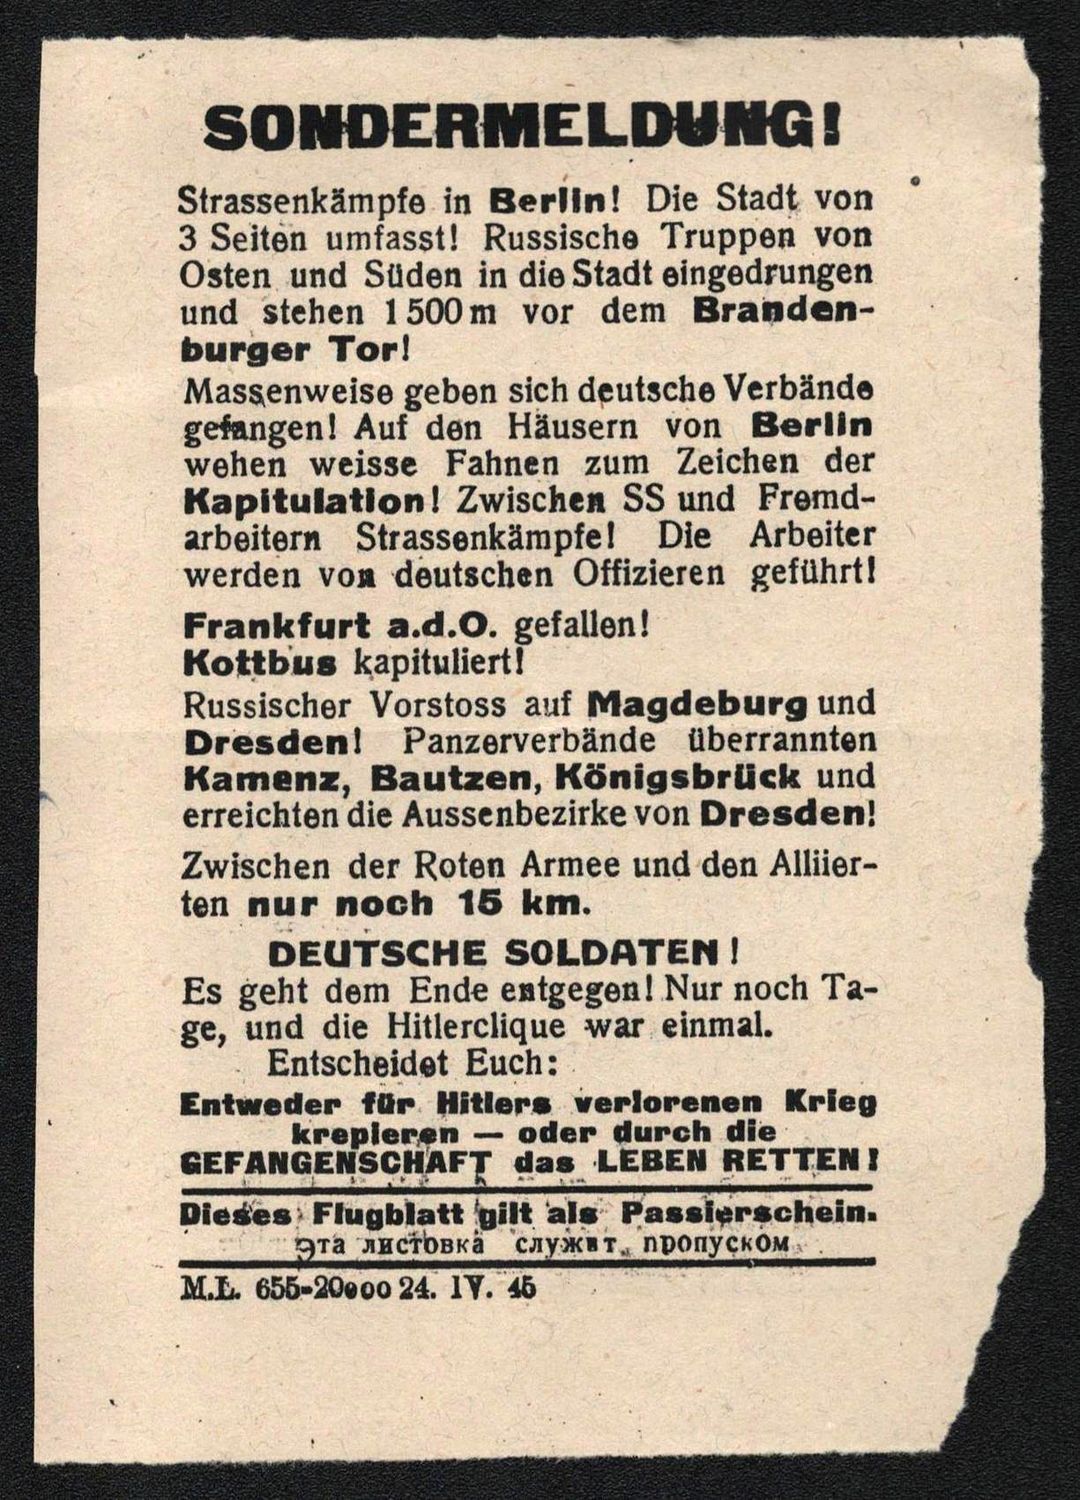 SONDERMELDUNG!
Strassenkämpfe in Berlin! Die Stadt von
3 Seiten umfasst! Russische Truppen von
Osten und Süden in die Stadt eingedrungen
und stehen 1500 m vor dem Branden-
burger Tor!
Massenweise geben sich deutsche Verbände
gefangen! Auf den Häusern von Berlin
wehen weisse Fahnen zum Zeichen der
Kapitulation! Zwischen SS und Fremd-
arbeitern Strassenkämpfe! Die Arbeiter
werden von deutschen Offizieren geführt!
Frankfurt a.d.O. gefallen!
Kottbus kapituliert!
Russischer Vorstoss auf Magdeburg und
Dresden! Panzerverbände überrannten
Kamenz, Bautzen, Königsbrück und
erreichten die Aussenbezirke von Dresden!
Zwischen der Roten Armee und den Alliier-
ten nur noch 15 km.
DEUTSCHE SOLDATEN!
Es geht dem Ende entgegen! Nur noch Ta-
ge, und die Hitlerclique war einmal.
Entscheidet Euch:
Entweder für Hitlers verlorenen Krieg
krepieren — oder durch die
GEFANGENSCHAFT das LEBEN RETTEN!
Dieses Flugblatt gilt als Passierschein.
Эта листовка служит пропуском
M.L. 655-20000 24. IV. 45